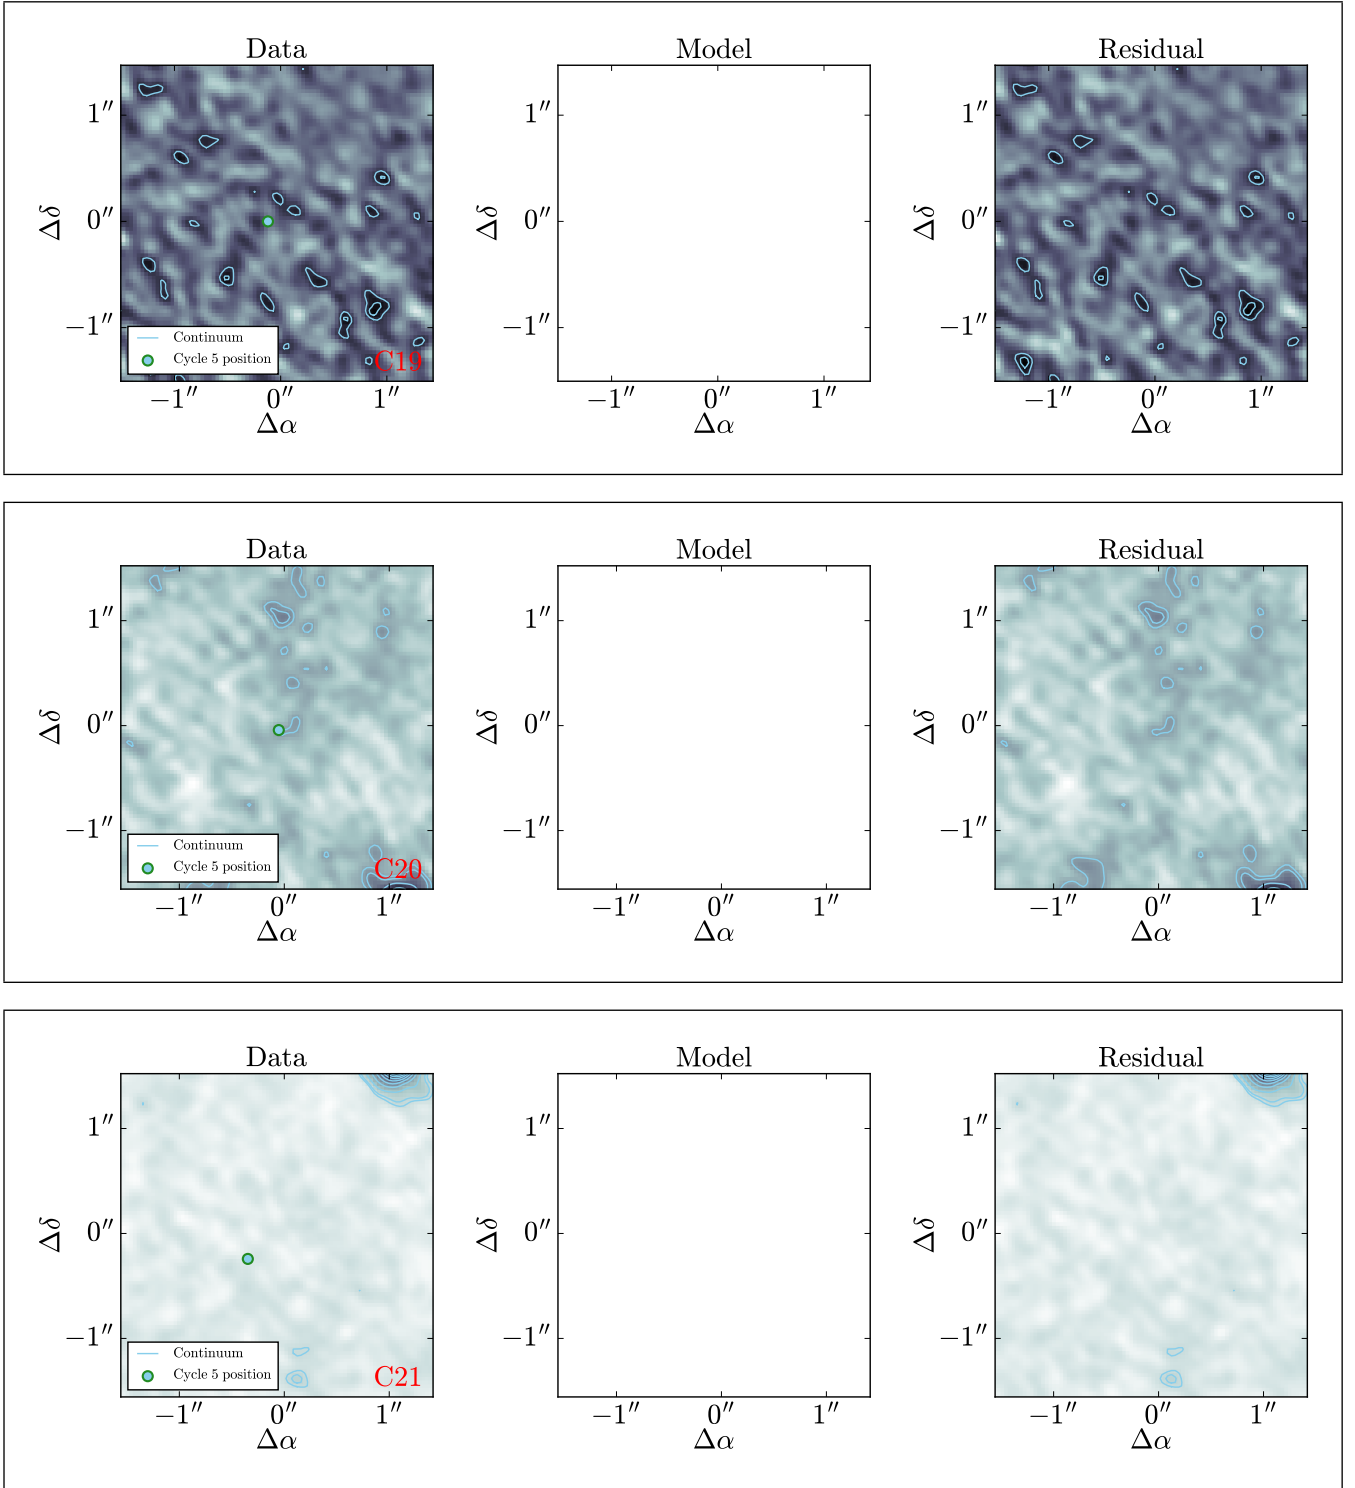 Data Model Residual
1″ 1″ 1″
Δδ 0″ Δδ 0″ Δδ 0″
−1″ −1″ −1″
Continuum
Cycle 5 position
C19
−1″ 0″ 1″ −1″ 0″ 1″ −1″ 0″ 1″
Δα Δα Δα
Data Model Residual
1″ 1″ 1″
Δδ 0″ Δδ 0″ Δδ 0″
−1″ −1″ −1″
Continuum
Cycle 5 position
C20
−1″ 0″ 1″ −1″ 0″ 1″ −1″ 0″ 1″
Δα Δα Δα
Data Model Residual
1″ 1″ 1″
Δδ 0″ Δδ 0″ Δδ 0″
−1″ −1″ −1″
Continuum
Cycle 5 position
C21
−1″ 0″ 1″ −1″ 0″ 1″ −1″ 0″ 1″
Δα Δα Δα